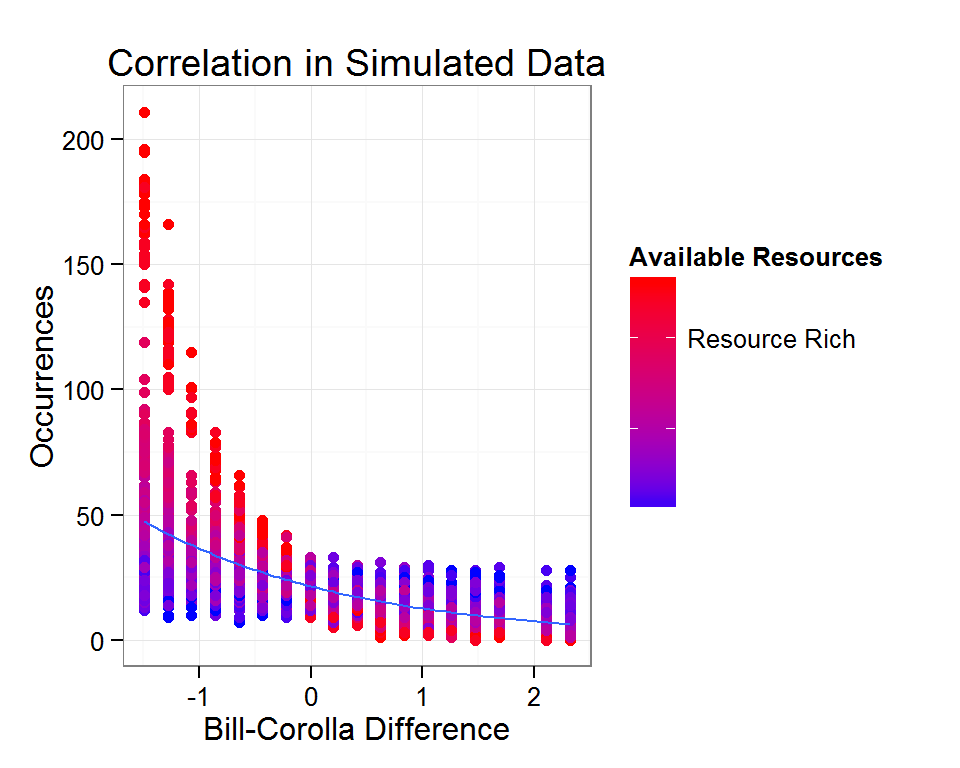 Correlation in Simulated Data
200
150
100
50
0
Occurrences
-1 0 1 2
Bill-Corolla Difference
Available Resources
Resource Rich